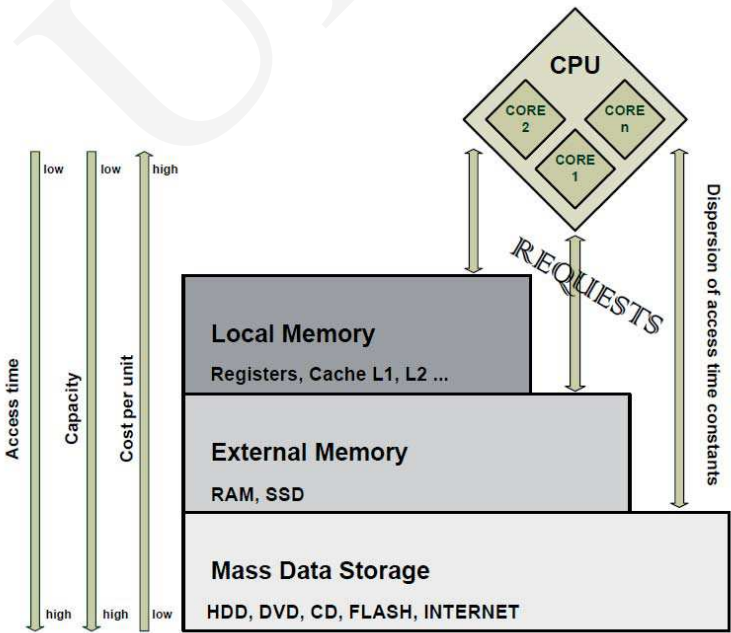 CPU
CORE
2
CORE
n
CORE
1
low
low
high
REQUESTS
Dispersion of access time constants
Access time
Capacity
Cost per unit
Local Memory
Registers, Cache L1, L2 ...
External Memory
RAM, SSD
Mass Data Storage
HDD, DVD, CD, FLASH, INTERNET
high
high
low